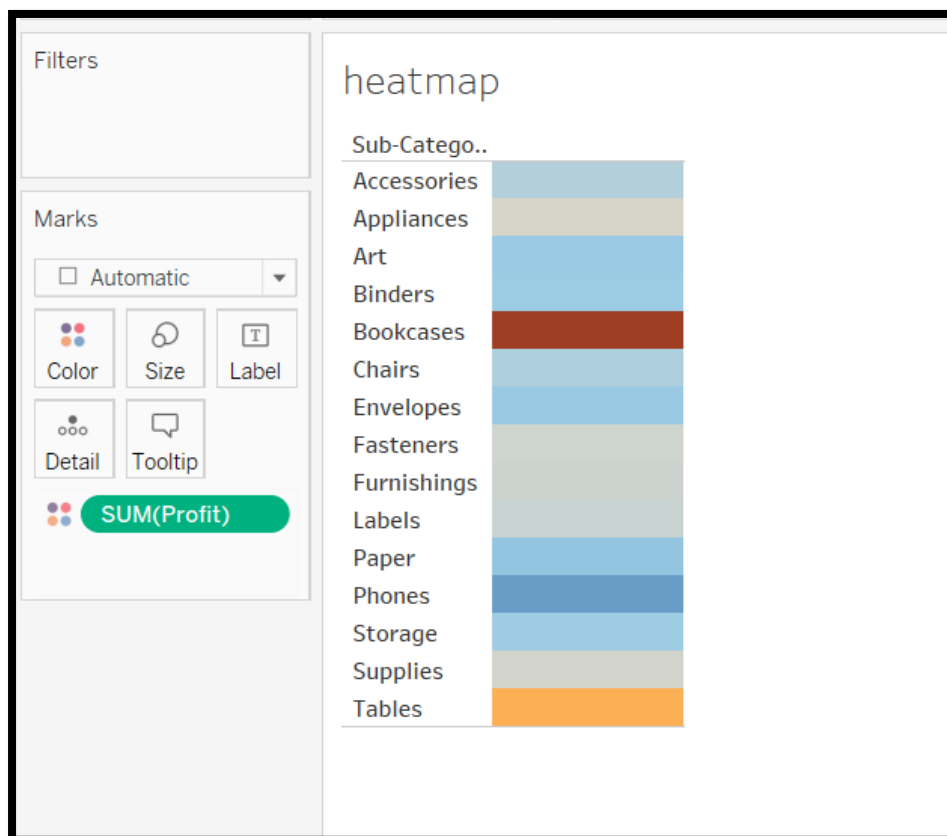 Filters
Marks
Automatic
Color
Size
T
Label
Detail
Tooltip
SUM(Profit)
heatmap
Sub-Catego..
Accessories
Appliances
Art
Binders
Bookcases
Chairs
Envelopes
Fasteners
Furnishings
Labels
Paper
Phones
Storage
Supplies
Tables